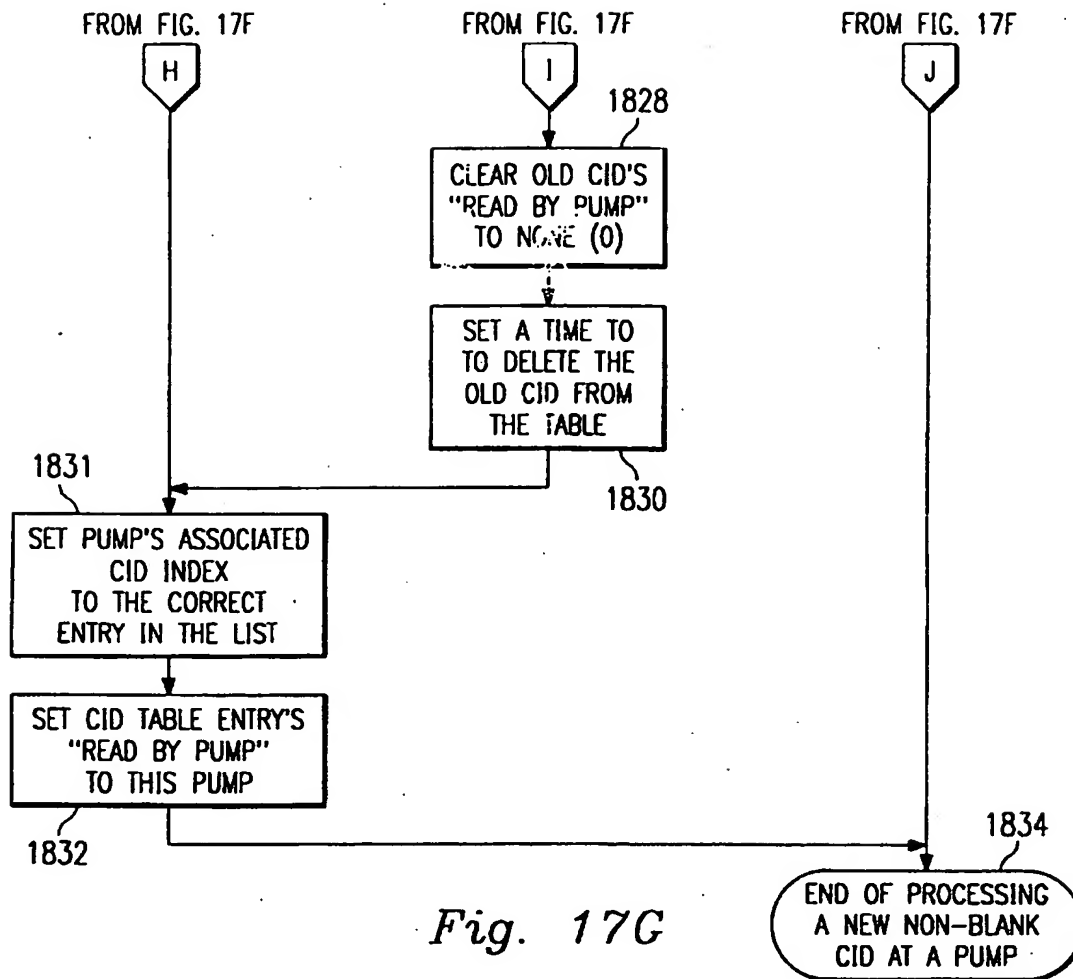 FROM FIG. 17F
FROM FIG. 17F
FROM FIG. 17F
H
I
J
1828
CLEAR OLD CID'S
"READ BY PUMP"
TO NONE (0)
SET A TIME TO
TO DELETE THE
OLD CID FROM
THE TABLE
1830
1831
SET PUMP'S ASSOCIATED
CID INDEX
TO THE CORRECT
ENTRY IN THE LIST
SET CID TABLE ENTRY'S
"READ BY PUMP"
TO THIS PUMP
1832
1834
END OF PROCESSING
A NEW NON-BLANK
CID AT A PUMP
Fig. 17G